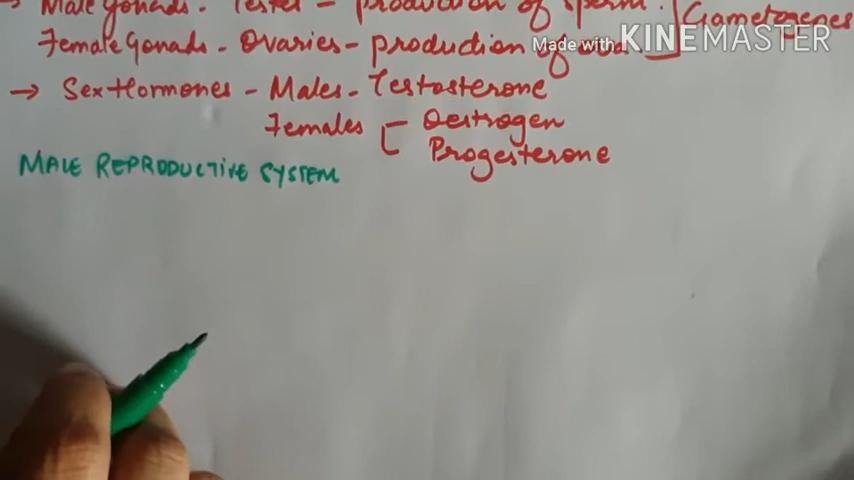 → Male gonads - Testes - production of sperm. Gametogenes
Female Gonads - Ovaries - production of ova
Made with KINEMASTER
→ Sex Hormones - Males - Testosterone
Females - Oestrogen
Progesterone
MALE REPRODUCTIVE SYSTEM